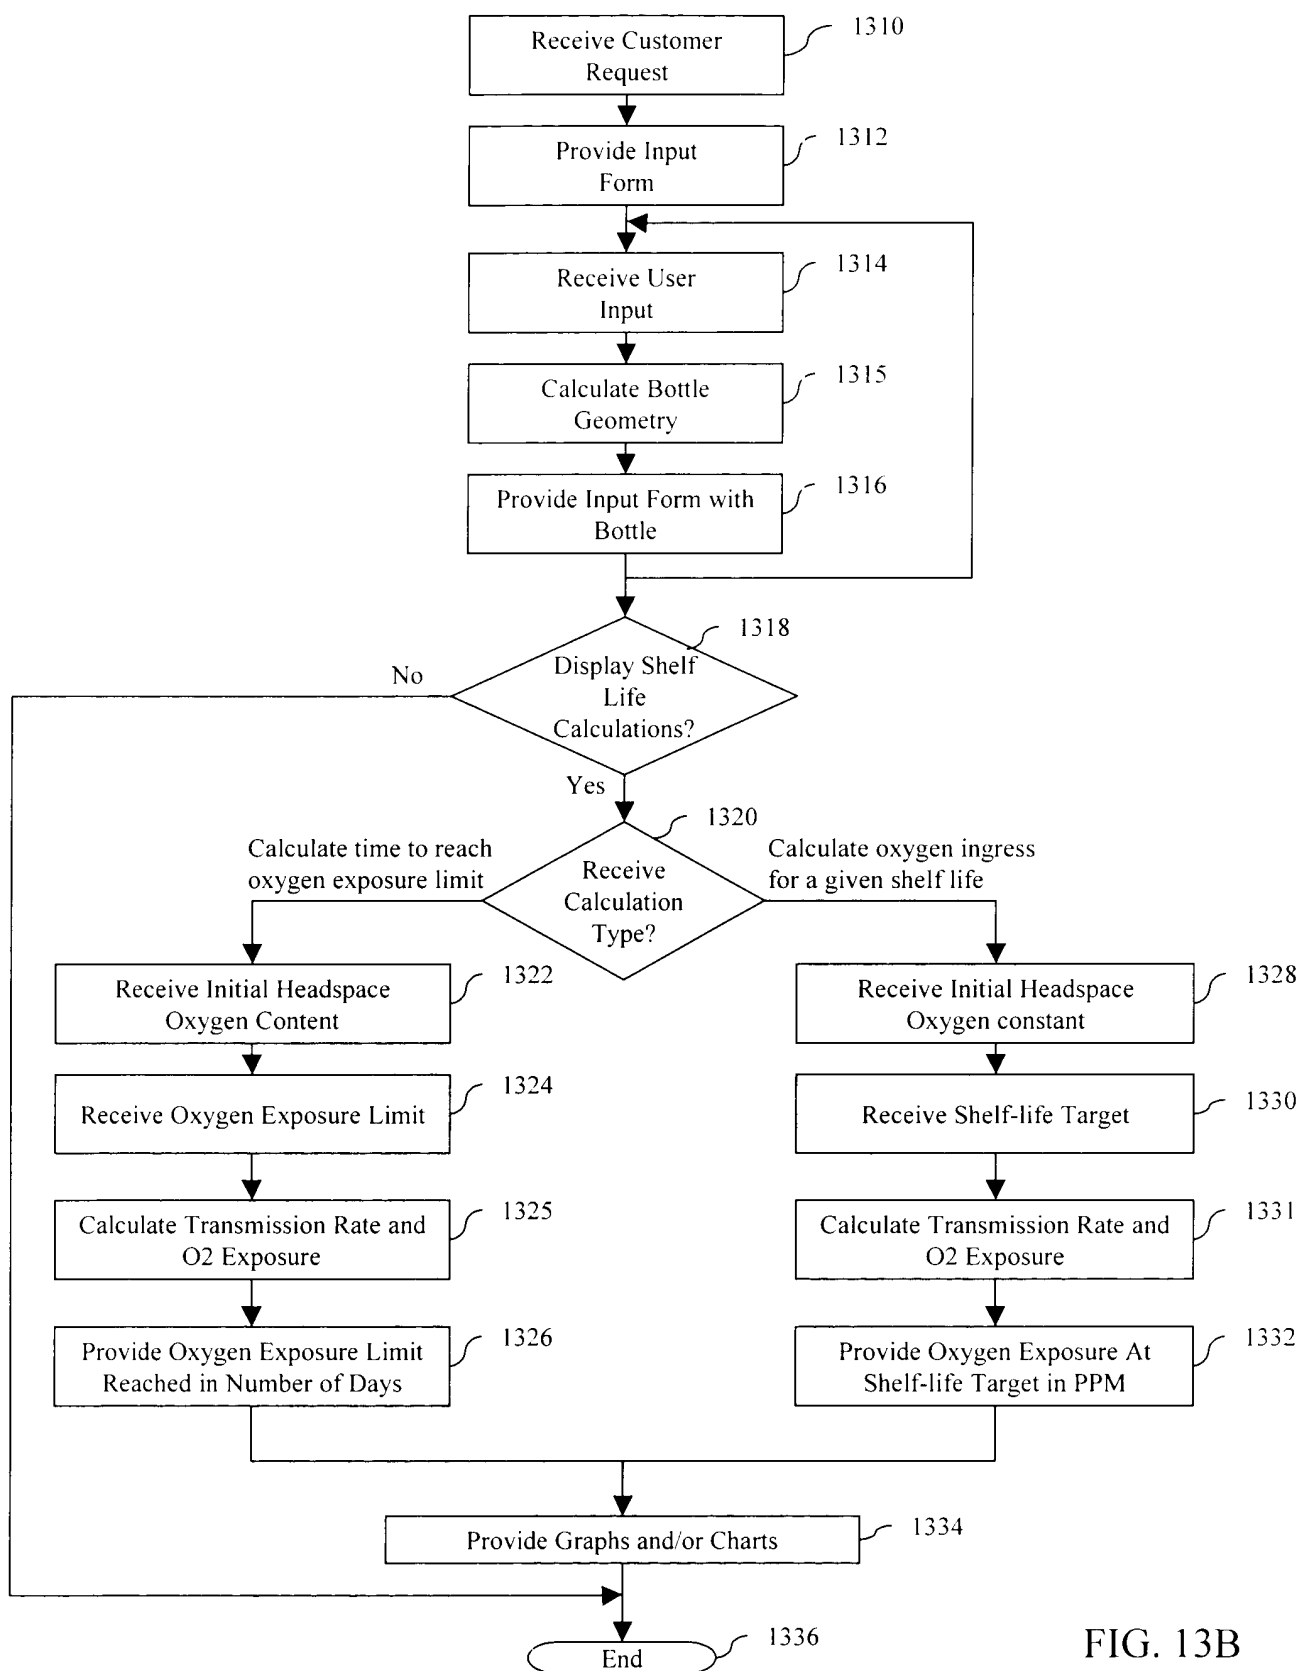 Receive Customer
Request
1310
Provide Input
Form
1312
Receive User
Input
1314
Calculate Bottle
Geometry
1315
Provide Input Form with
Bottle
1316
Display Shelf
Life
Calculations?
1318
No
Yes
Receive
Calculation
Type?
1320
Calculate time to reach
oxygen exposure limit
Calculate oxygen ingress
for a given shelf life
Receive Initial Headspace
Oxygen Content
1322
Receive Oxygen Exposure Limit
1324
Calculate Transmission Rate and
O2 Exposure
1325
Provide Oxygen Exposure Limit
Reached in Number of Days
1326
Receive Initial Headspace
Oxygen constant
1328
Receive Shelf-life Target
1330
Calculate Transmission Rate and
O2 Exposure
1331
Provide Oxygen Exposure At
Shelf-life Target in PPM
1332
Provide Graphs and/or Charts
1334
End
1336
FIG. 13B